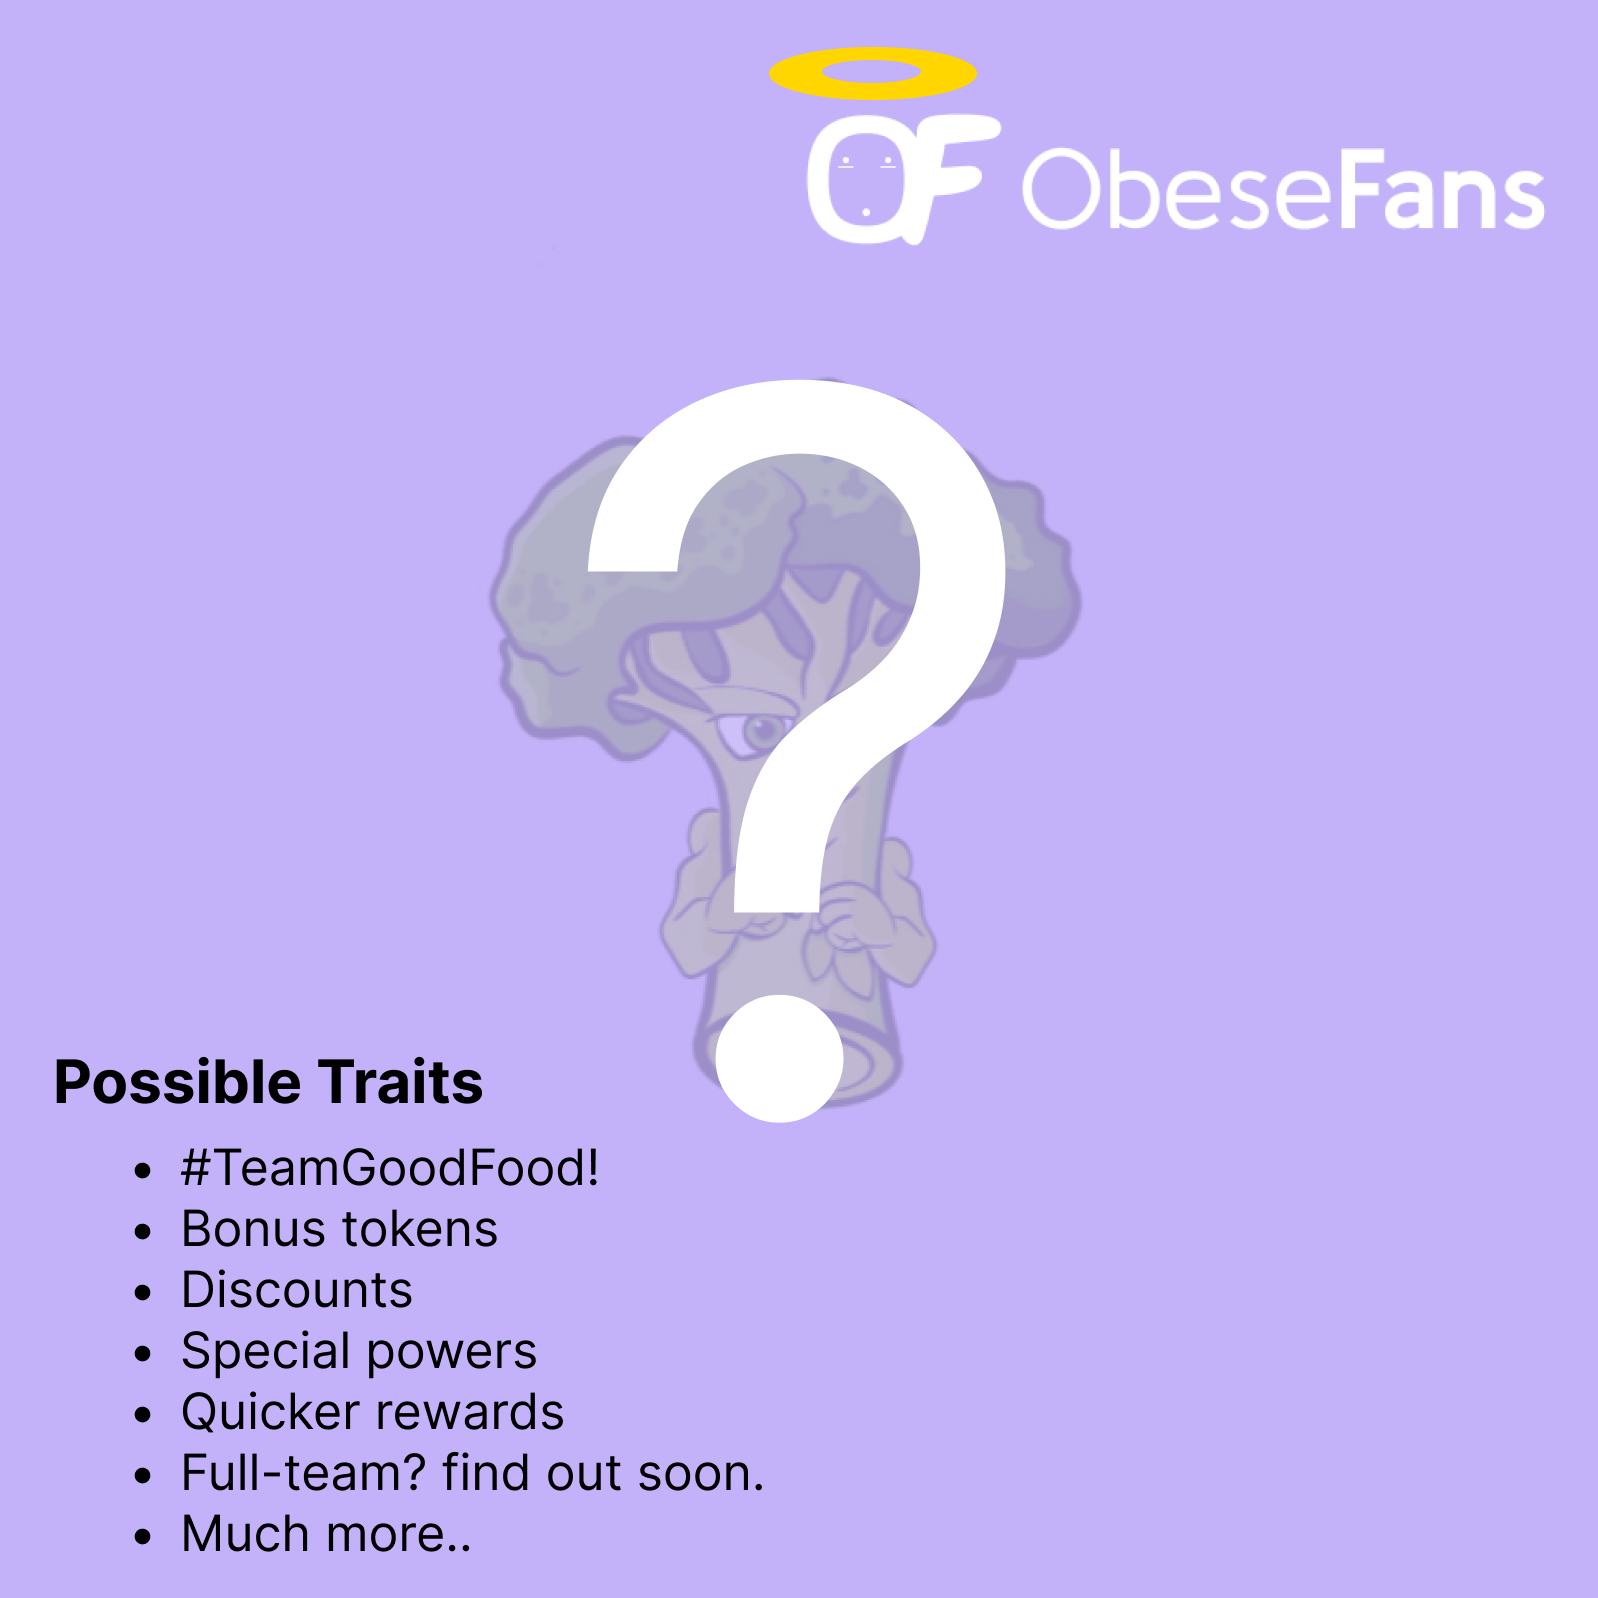 OF ObeseFans
?
Possible Traits
• #TeamGoodFood!
• Bonus tokens
• Discounts
• Special powers
• Quicker rewards
• Full-team? find out soon.
• Much more..